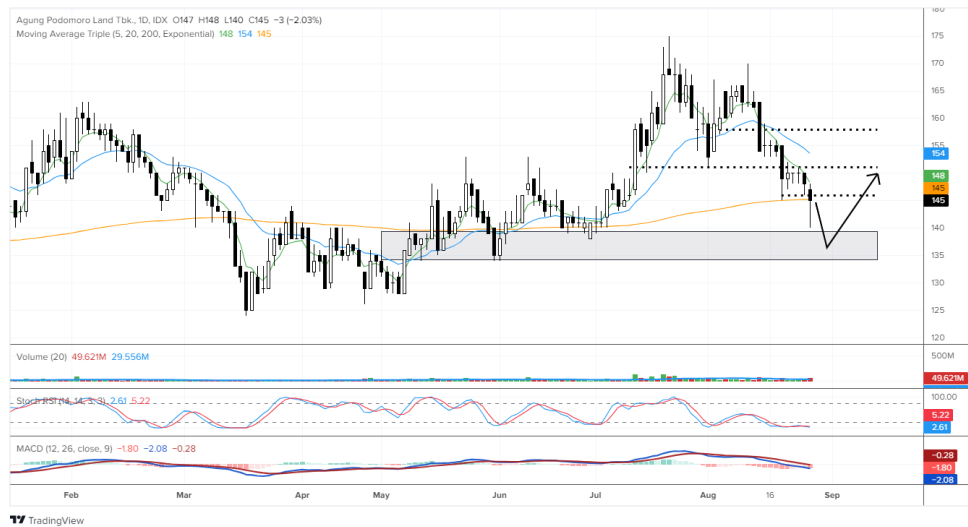 Agung Podomoro Land Tbk., 1D, IDX O147 H148 L140 C145 −3 (−2.03%)
Moving Average Triple (5, 20, 200, Exponential) 148 154 145
180
175
170
165
160
155
154
150
148
145
145
140
135
130
125
120
Volume (20) 49.621M 29.556M
500M
49.621M
Stoch RSI (14, 14, 3, 3) 2.61 5.22
100.00
5.22
2.61
MACD (12, 26, close, 9) −1.80 −2.08 −0.28
−0.28
−1.80
−2.08
Feb Mar Apr May Jun Jul Aug 16 Sep
TradingView